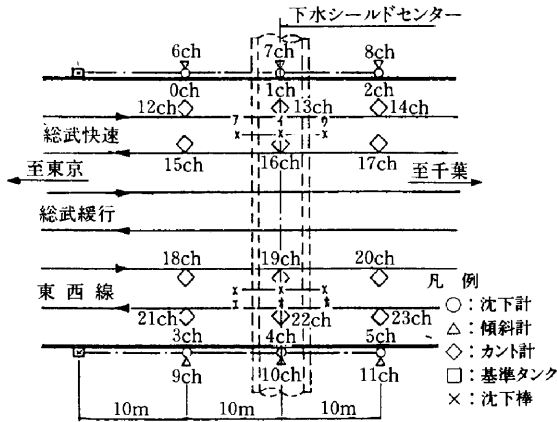 下水シールドセンター
6ch 7ch 8ch
0ch 1ch 2ch
12ch 13ch 14ch
ア イ ウ
総武快速
15ch 16ch 17ch
至東京 至千葉
総武緩行
18ch 19ch 20ch
東西線
21ch 22ch 23ch
3ch 4ch 5ch
9ch 10ch 11ch
10m 10m 10m
凡例
○:沈下計
△:傾斜計
◇:カント計
□:基準タンク
×:沈下棒